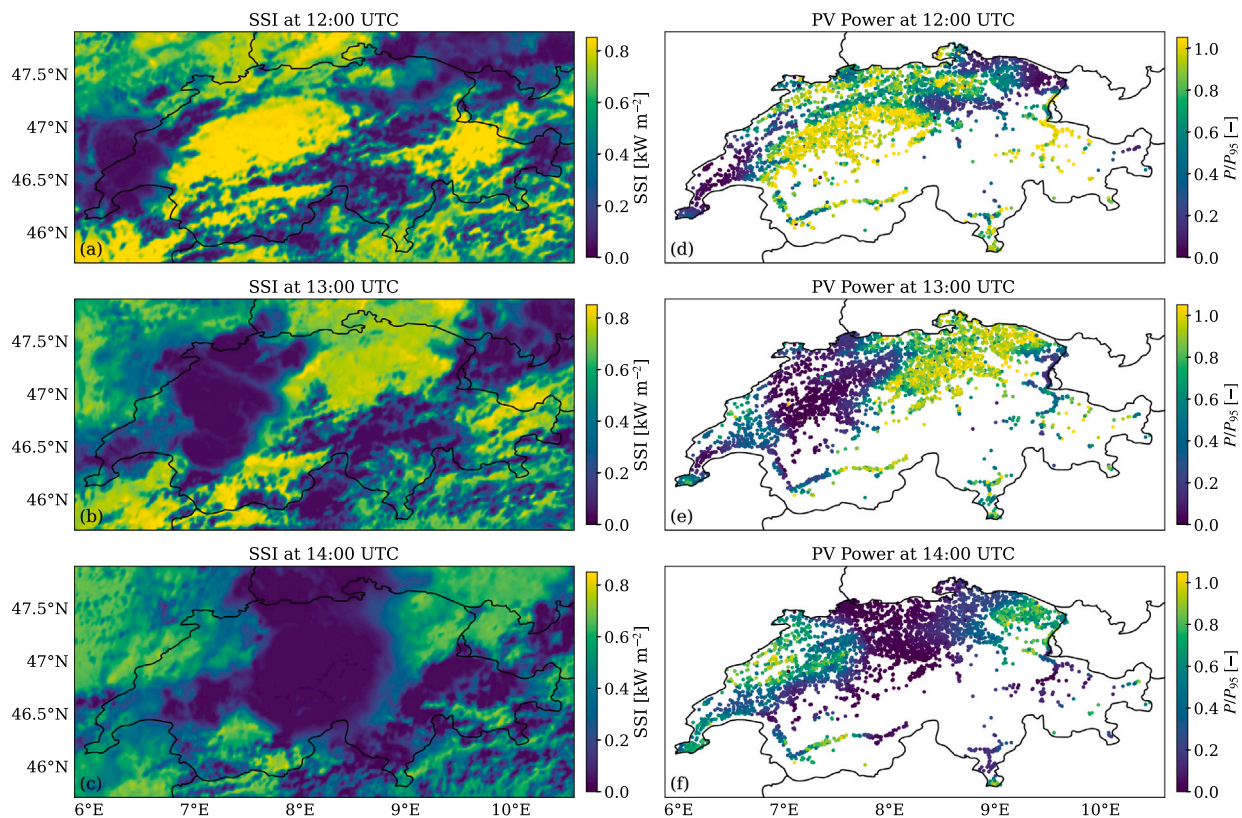 SSI at 12:00 UTC
47.5°N
47°N
46.5°N
46°N
(a)
0.8
0.6
0.4
0.2
0.0
SSI [kW m⁻²]
PV Power at 12:00 UTC
(d)
1.0
0.8
0.6
0.4
0.2
0.0
P/P₉₅ [−]
SSI at 13:00 UTC
47.5°N
47°N
46.5°N
46°N
(b)
0.8
0.6
0.4
0.2
0.0
SSI [kW m⁻²]
PV Power at 13:00 UTC
(e)
1.0
0.8
0.6
0.4
0.2
0.0
P/P₉₅ [−]
SSI at 14:00 UTC
47.5°N
47°N
46.5°N
46°N
(c)
6°E 7°E 8°E 9°E 10°E
0.8
0.6
0.4
0.2
0.0
SSI [kW m⁻²]
PV Power at 14:00 UTC
(f)
6°E 7°E 8°E 9°E 10°E
1.0
0.8
0.6
0.4
0.2
0.0
P/P₉₅ [−]